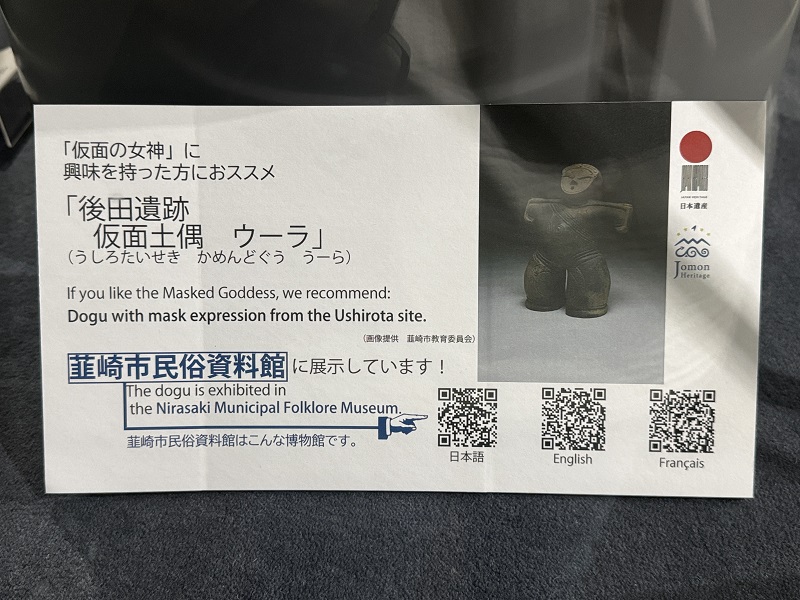 「仮面の女神」に
興味を持った方におススメ
「後田遺跡
仮面土偶　ウーラ」
（うしろたいせき　かめんどぐう　うーら）
If you like the Masked Goddess, we recommend:
Dogu with mask expression from the Ushirota site.
（画像提供　韮崎市教育委員会）
韮崎市民俗資料館に展示しています！
The dogu is exhibited in
the Nirasaki Municipal Folklore Museum.
韮崎市民俗資料館はこんな博物館です。
日本語
English
Français
日本遺産
Jomon
Heritage